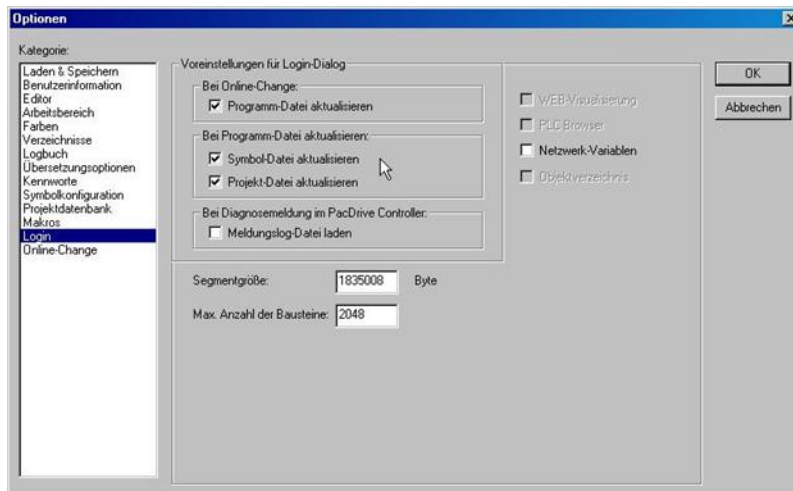 Optionen
Kategorie:
Laden & Speichern
Benutzerinformation
Editor
Arbeitsbereich
Farben
Verzeichnisse
Logbuch
Übersetzungsoptionen
Kennworte
Symbolkonfiguration
Projektdatenbank
Makros
Login
Online-Change
Voreinstellungen für Login-Dialog
Bei Online-Change:
Programm-Datei aktualisieren
Bei Programm-Datei aktualisieren:
Symbol-Datei aktualisieren
Projekt-Datei aktualisieren
Bei Diagnosemeldung im PacDrive Controller:
Meldungslog-Datei laden
Segmentgröße: 1835008 Byte
Max. Anzahl der Bausteine: 2048
WEB-Visualisierung
PLC Browser
Netzwerk-Variablen
Objektverzeichnis
OK
Abbrechen